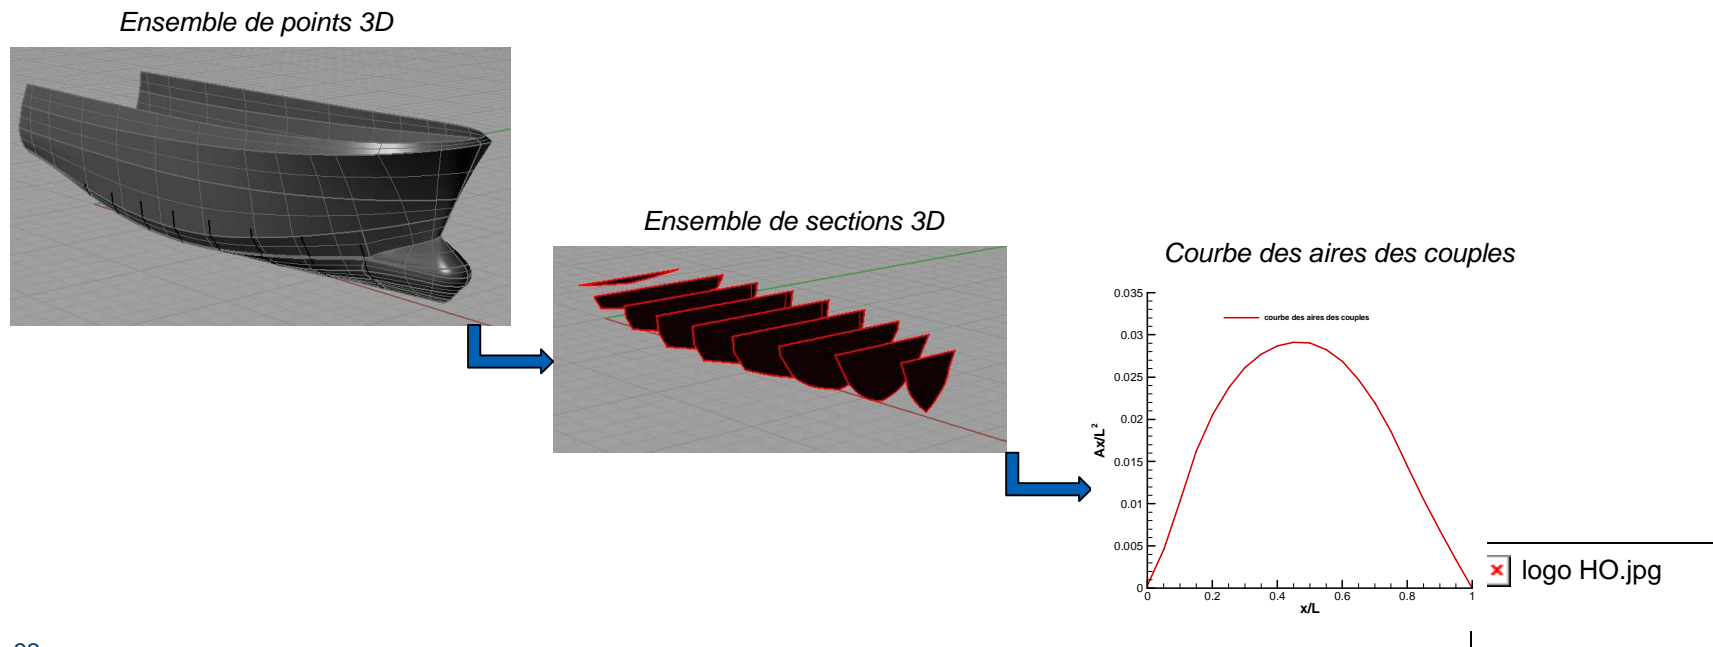 Ensemble de points 3D
Ensemble de sections 3D
Courbe des aires des couples
0.035
courbe des aires des couples
0.03
0.025
0.02
Ax/L²
0.015
0.01
0.005
0
0 0.2 0.4 0.6 0.8 1
x/L
logo HO.jpg